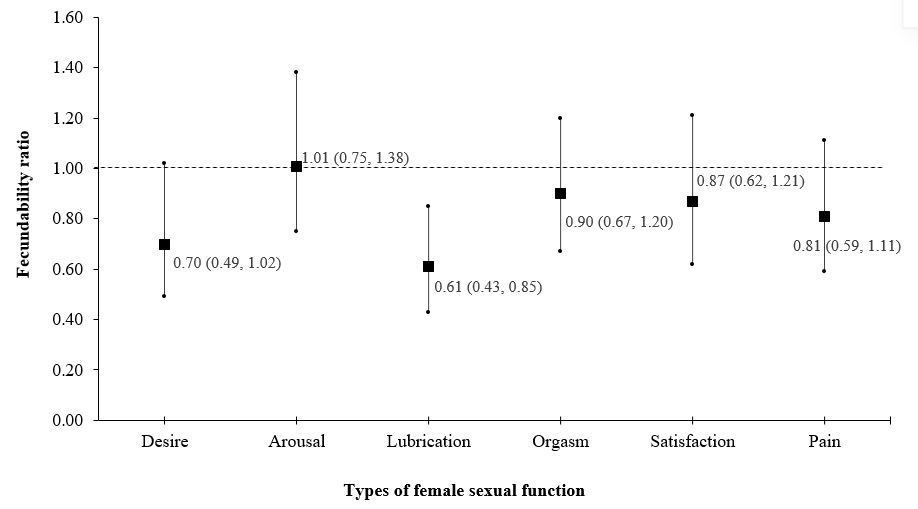 1.60
1.40
1.20
1.00
0.80
0.60
0.40
0.20
0.00
Fecundability ratio
0.70 (0.49, 1.02)
1.01 (0.75, 1.38)
0.61 (0.43, 0.85)
0.90 (0.67, 1.20)
0.87 (0.62, 1.21)
0.81 (0.59, 1.11)
Desire
Arousal
Lubrication
Orgasm
Satisfaction
Pain
Types of female sexual function